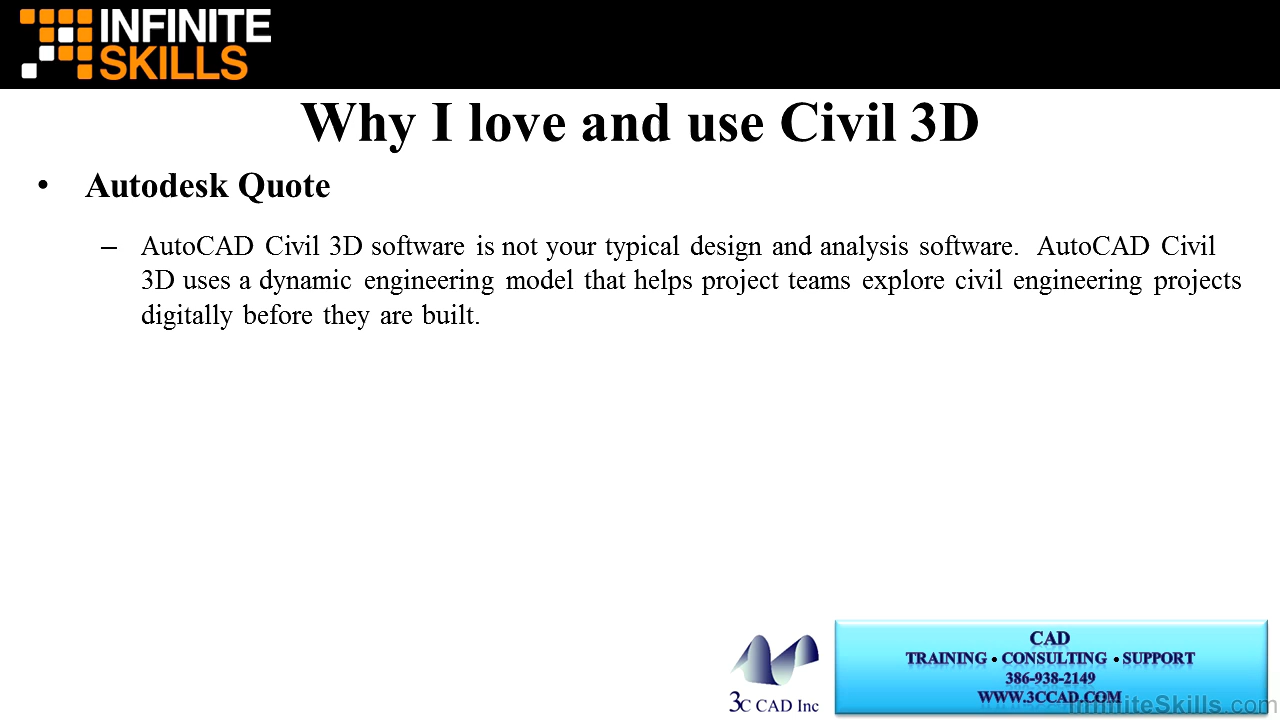 INFINITE
SKILLS
Why I love and use Civil 3D
• Autodesk Quote
– AutoCAD Civil 3D software is not your typical design and analysis software. AutoCAD Civil
3D uses a dynamic engineering model that helps project teams explore civil engineering projects
digitally before they are built.
3C CAD Inc
CAD
TRAINING • CONSULTING • SUPPORT
386-938-2149
WWW.3CCAD.COM
InfiniteSkills.com